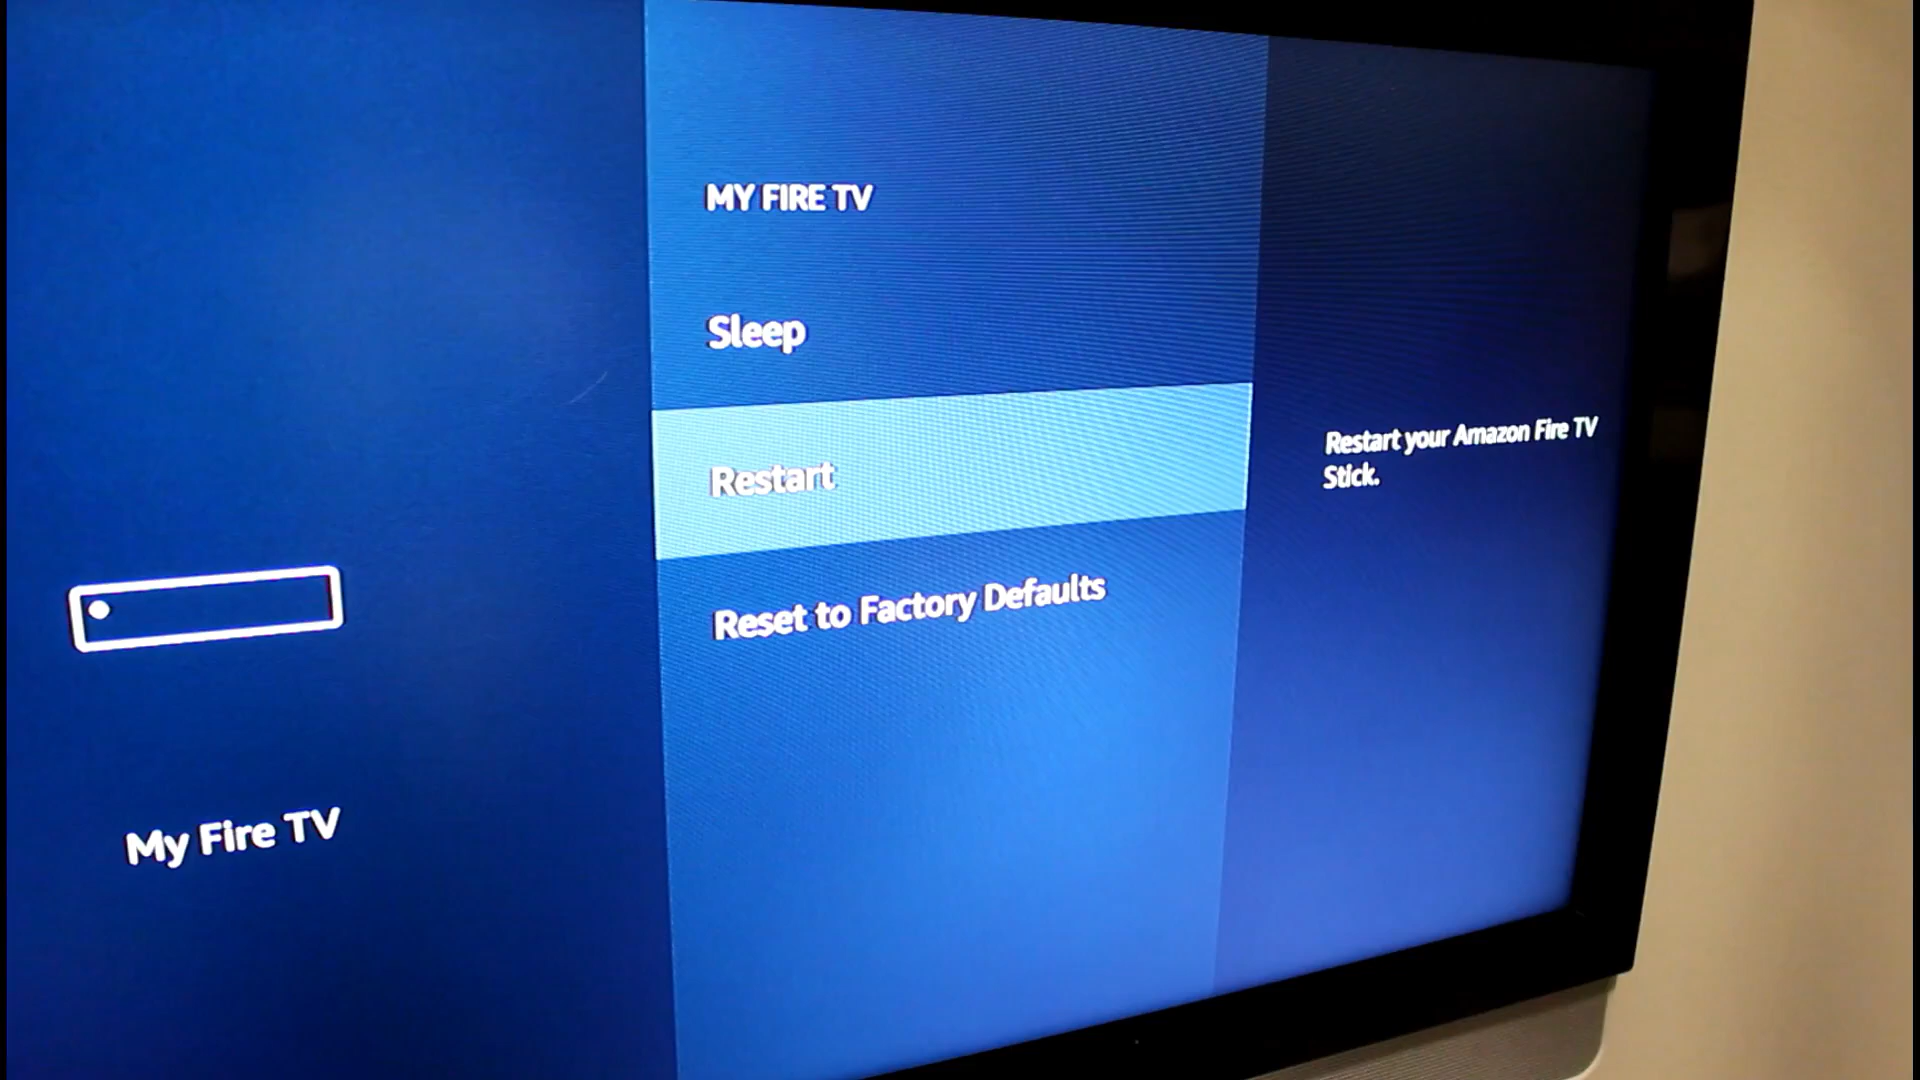 MY FIRE TV
Sleep
Restart
Reset to Factory Defaults
Restart your Amazon Fire TV
Stick.
My Fire TV